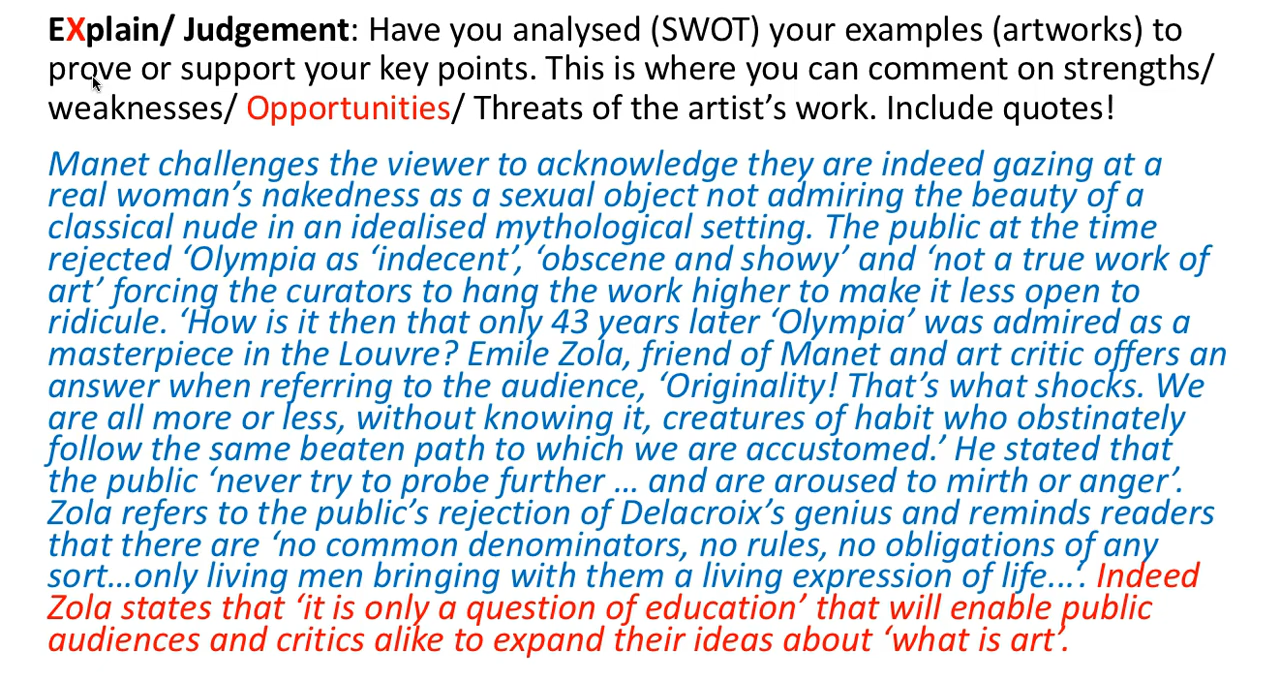 EXplain/ Judgement: Have you analysed (SWOT) your examples (artworks) to
prove or support your key points. This is where you can comment on strengths/
weaknesses/ Opportunities/ Threats of the artist’s work. Include quotes!
Manet challenges the viewer to acknowledge they are indeed gazing at a
real woman’s nakedness as a sexual object not admiring the beauty of a
classical nude in an idealised mythological setting. The public at the time
rejected ‘Olympia as ‘indecent’, ‘obscene and showy’ and ‘not a true work of
art’ forcing the curators to hang the work higher to make it less open to
ridicule. ‘How is it then that only 43 years later ‘Olympia’ was admired as a
masterpiece in the Louvre? Emile Zola, friend of Manet and art critic offers an
answer when referring to the audience, ‘Originality! That’s what shocks. We
are all more or less, without knowing it, creatures of habit who obstinately
follow the same beaten path to which we are accustomed.’ He stated that
the public ‘never try to probe further … and are aroused to mirth or anger’.
Zola refers to the public’s rejection of Delacroix’s genius and reminds readers
that there are ‘no common denominators, no rules, no obligations of any
sort…only living men bringing with them a living expression of life...’. Indeed
Zola states that ‘it is only a question of education’ that will enable public
audiences and critics alike to expand their ideas about ‘what is art’.